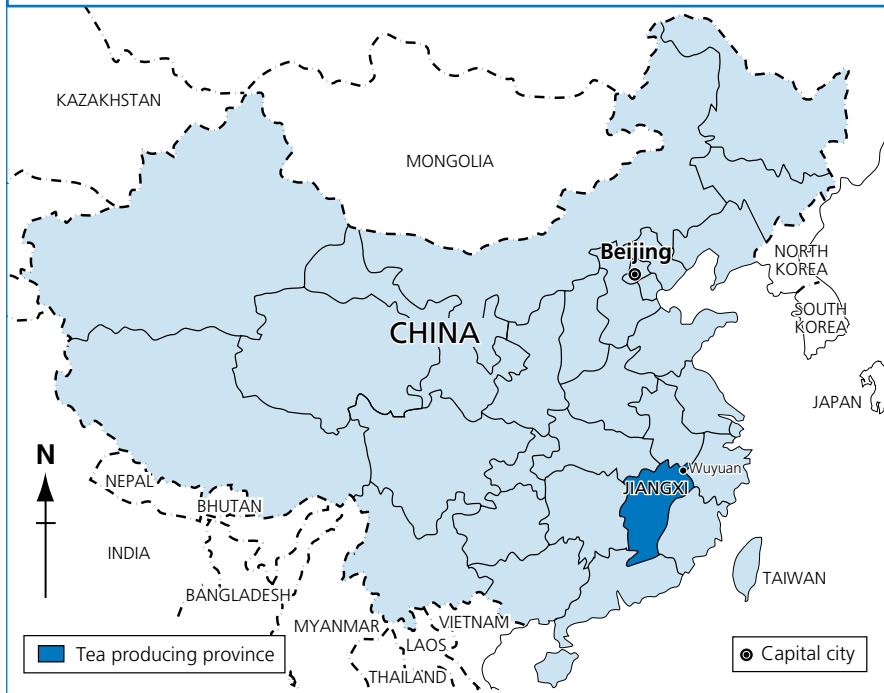 KAZAKHSTAN
MONGOLIA
Beijing
NORTH
KOREA
SOUTH
KOREA
CHINA
JAPAN
N
Wuyuan
JIANGXI
NEPAL
BHUTAN
INDIA
BANGLADESH
TAIWAN
MYANMAR
VIETNAM
LAOS
THAILAND
Tea producing province
Capital city